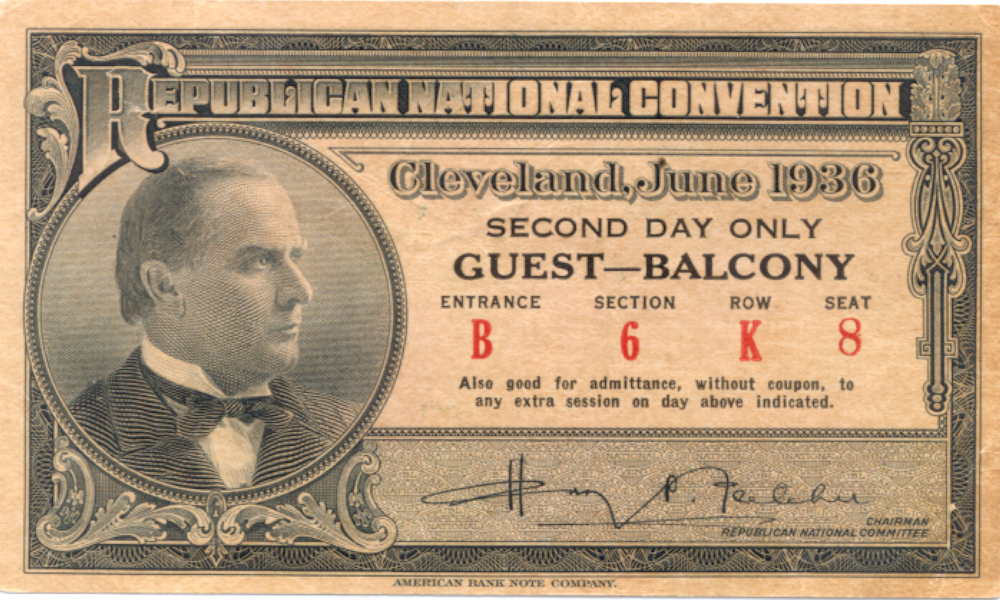 REPUBLICAN NATIONAL CONVENTION
Cleveland, June 1936
SECOND DAY ONLY
GUEST—BALCONY
ENTRANCE SECTION ROW SEAT
B 6 K 8
Also good for admittance, without coupon, to
any extra session on day above indicated.
Henry P. Fletcher
CHAIRMAN
REPUBLICAN NATIONAL COMMITTEE
AMERICAN BANK NOTE COMPANY.